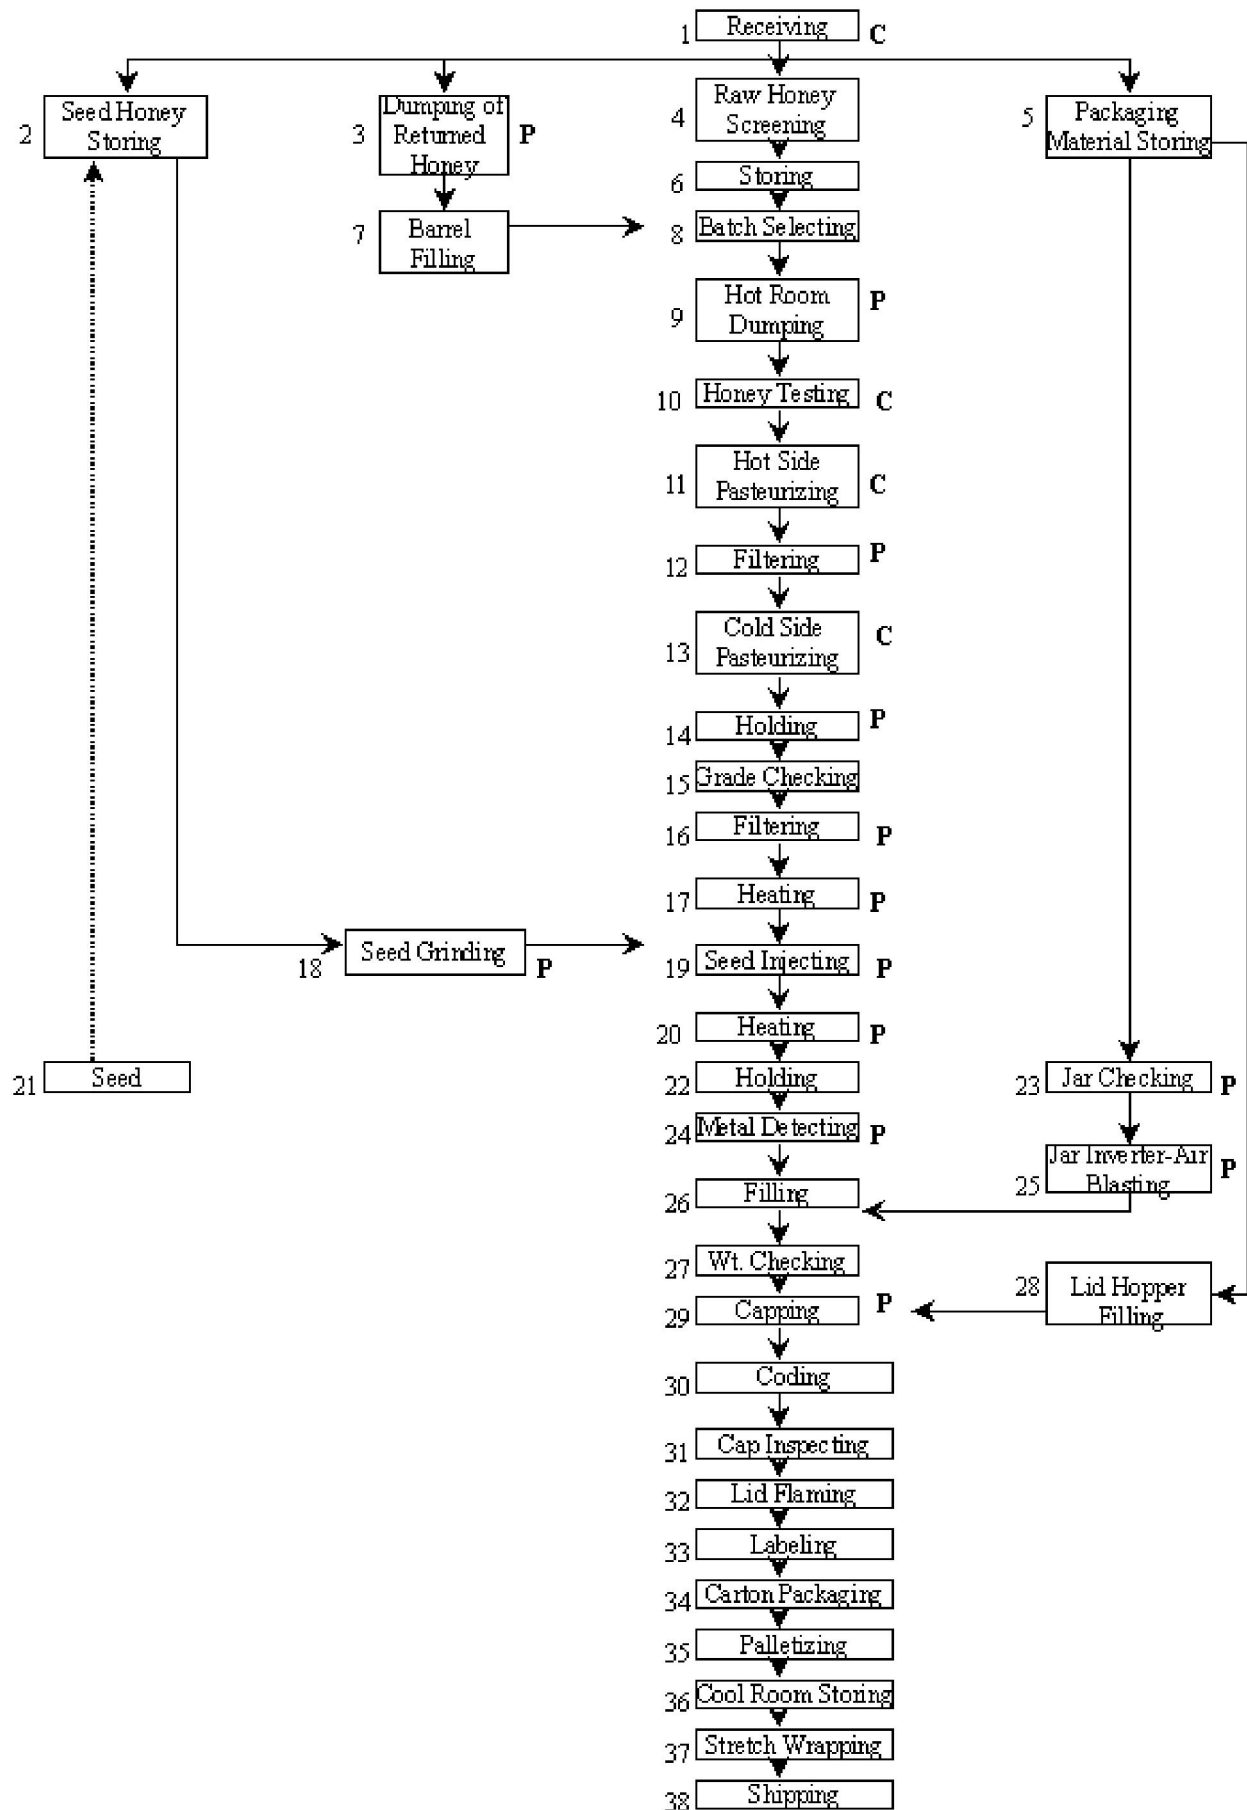 1 Receiving C
2 Seed Honey
Storing
3 Dumping of
Returned
Honey P
4 Raw Honey
Screening
5 Packaging
Material Storing
6 Storing
7 Barrel
Filling
8 Batch Selecting
9 Hot Room
Dumping P
10 Honey Testing C
11 Hot Side
Pasteurizing C
12 Filtering P
13 Cold Side
Pasteurizing C
14 Holding P
15 Grade Checking
16 Filtering P
17 Heating P
18 Seed Grinding P
19 Seed Injecting P
20 Heating P
21 Seed
22 Holding
23 Jar Checking P
24 Metal Detecting P
25 Jar Inverter-Air
Blasting P
26 Filling
27 Wt. Checking
28 Lid Hopper
Filling
29 Capping P
30 Coding
31 Cap Inspecting
32 Lid Flaming
33 Labeling
34 Carton Packaging
35 Palletizing
36 Cool Room Storing
37 Stretch Wrapping
38 Shipping